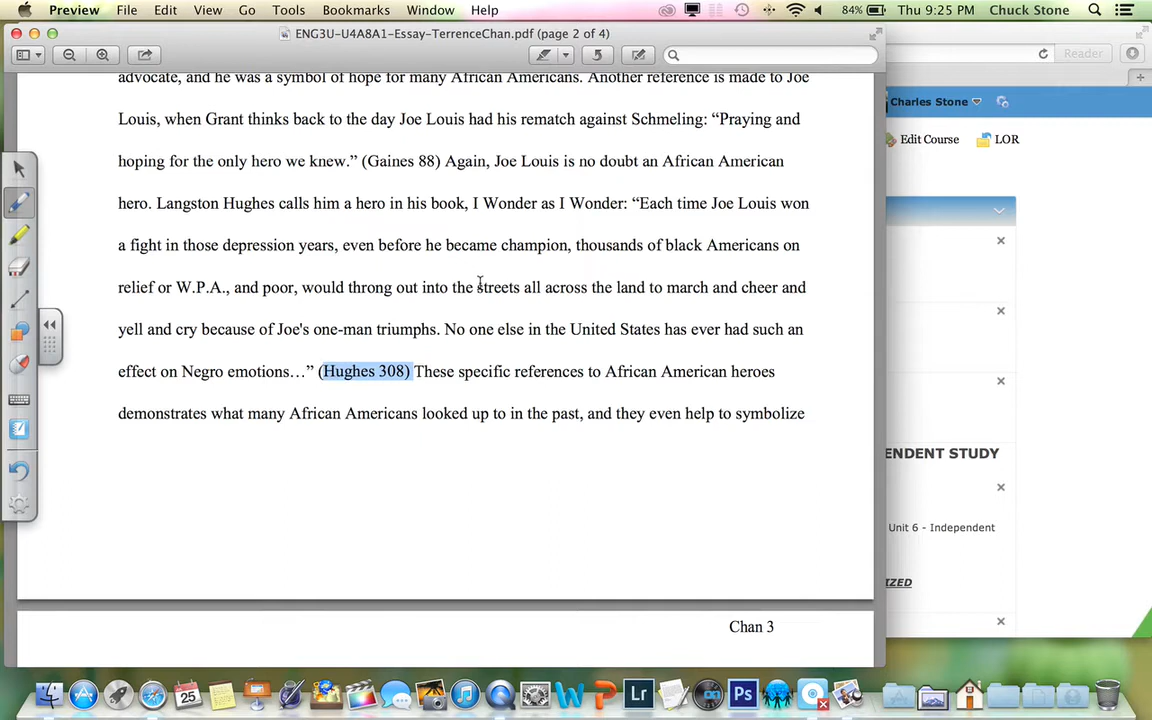 Preview File Edit View Go Tools Bookmarks Window Help 84% Thu 9:25 PM Chuck Stone
ENG3U-U4A8A1-Essay-TerrenceChan.pdf (page 2 of 4)
Reader
Charles Stone
Edit Course LOR
advocate, and he was a symbol of hope for many African Americans. Another reference is made to Joe
Louis, when Grant thinks back to the day Joe Louis had his rematch against Schmeling: “Praying and
hoping for the only hero we knew.” (Gaines 88) Again, Joe Louis is no doubt an African American
hero. Langston Hughes calls him a hero in his book, I Wonder as I Wonder: “Each time Joe Louis won
a fight in those depression years, even before he became champion, thousands of black Americans on
relief or W.P.A., and poor, would throng out into the streets all across the land to march and cheer and
yell and cry because of Joe's one-man triumphs. No one else in the United States has ever had such an
effect on Negro emotions…” (Hughes 308) These specific references to African American heroes
demonstrates what many African Americans looked up to in the past, and they even help to symbolize
Chan 3
ENDENT STUDY
Unit 6 - Independent
IZED
25
W
P
Lr
Ps